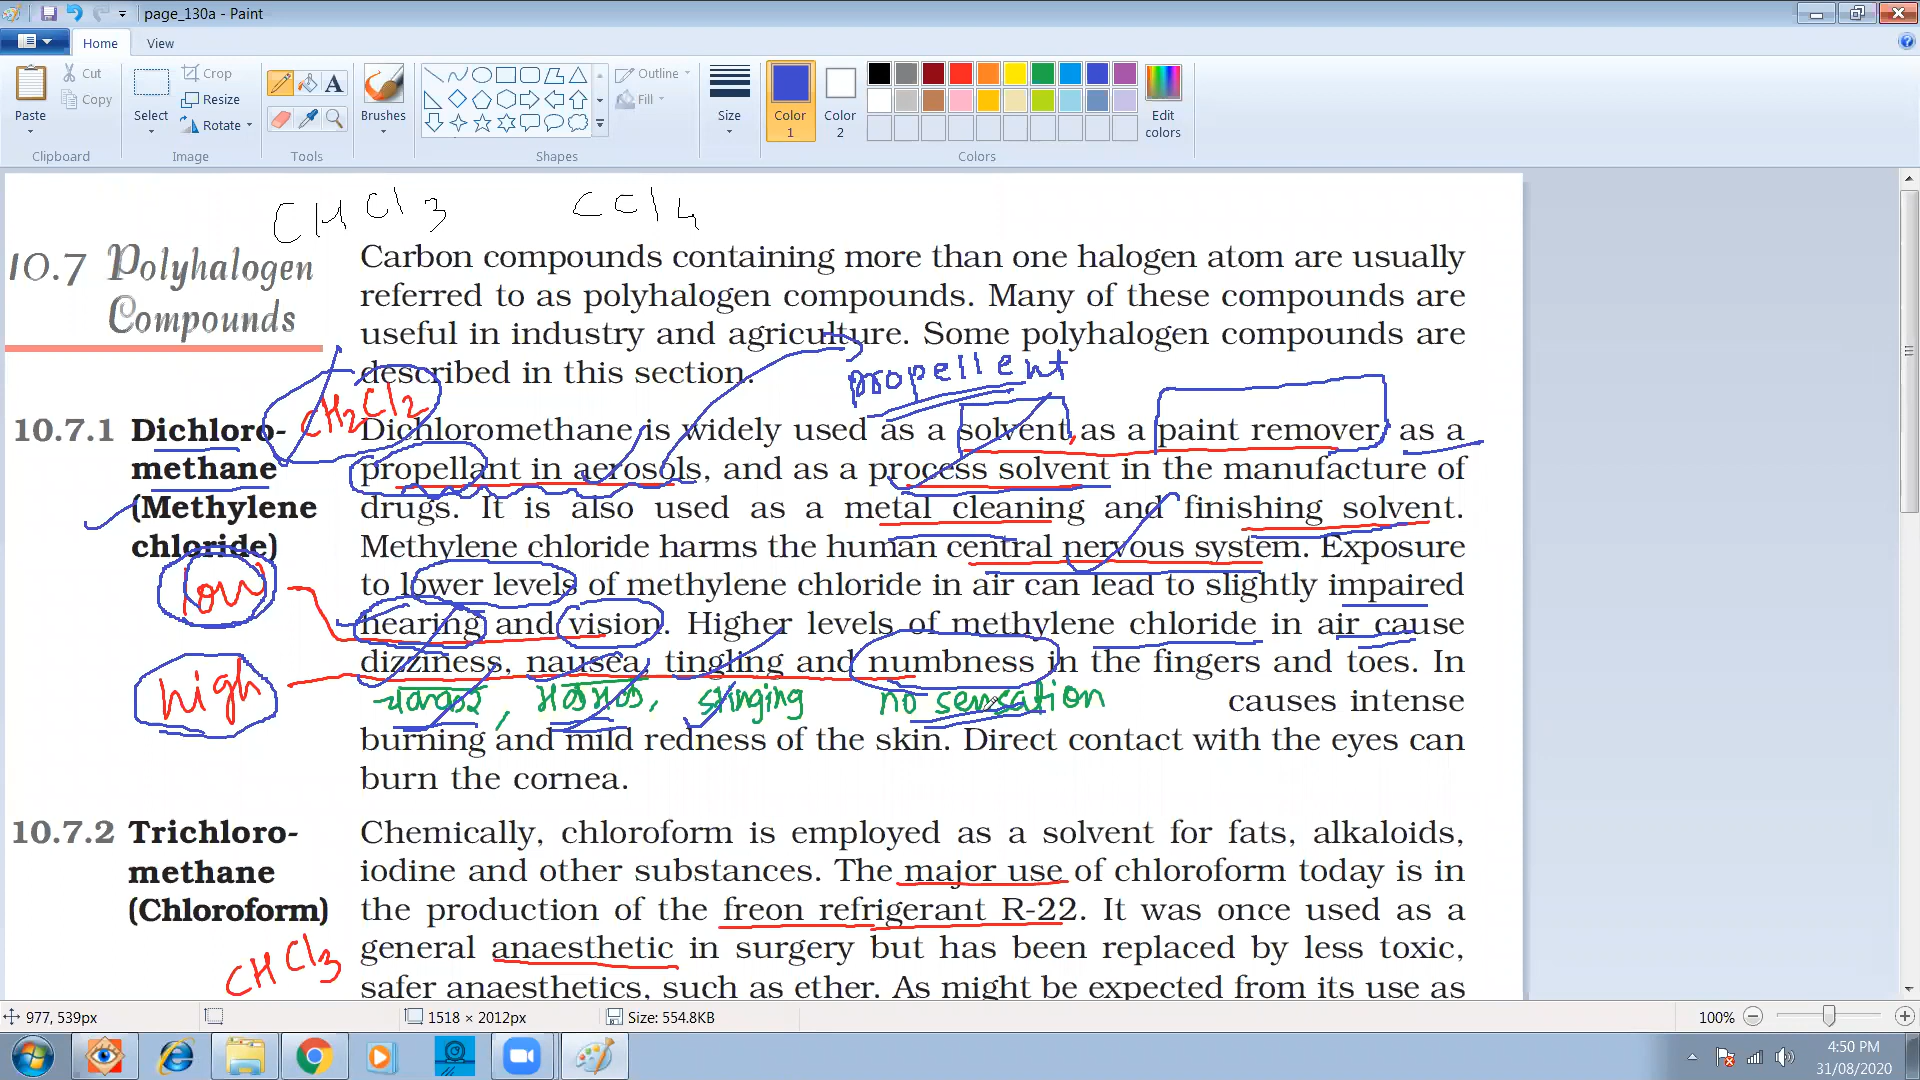 page_130a - Paint
Home View
Paste Cut Copy Clipboard
Select Crop Resize Rotate Image
Tools
Brushes
Shapes
Outline Fill
Size
Color 1 Color 2
Colors
Edit colors
CHCl3 CCl4
10.7 Polyhalogen Compounds
Carbon compounds containing more than one halogen atom are usually
referred to as polyhalogen compounds. Many of these compounds are
useful in industry and agriculture. Some polyhalogen compounds are
described in this section.
propellent
CH2Cl2
10.7.1 Dichloro-
methane
(Methylene
chloride)
Dichloromethane is widely used as a solvent, as a paint remover, as a
propellant in aerosols, and as a process solvent in the manufacture of
drugs. It is also used as a metal cleaning and finishing solvent.
Methylene chloride harms the human central nervous system. Exposure
to lower levels of methylene chloride in air can lead to slightly impaired
low
hearing and vision. Higher levels of methylene chloride in air cause
dizziness, nausea, tingling and numbness in the fingers and toes. In
high
stinging no sensation
causes intense
burning and mild redness of the skin. Direct contact with the eyes can
burn the cornea.
10.7.2 Trichloro-
methane
(Chloroform)
CHCl3
Chemically, chloroform is employed as a solvent for fats, alkaloids,
iodine and other substances. The major use of chloroform today is in
the production of the freon refrigerant R-22. It was once used as a
general anaesthetic in surgery but has been replaced by less toxic,
safer anaesthetics, such as ether. As might be expected from its use as
977, 539px 1518 × 2012px Size: 554.8KB 100%
4:50 PM
31/08/2020